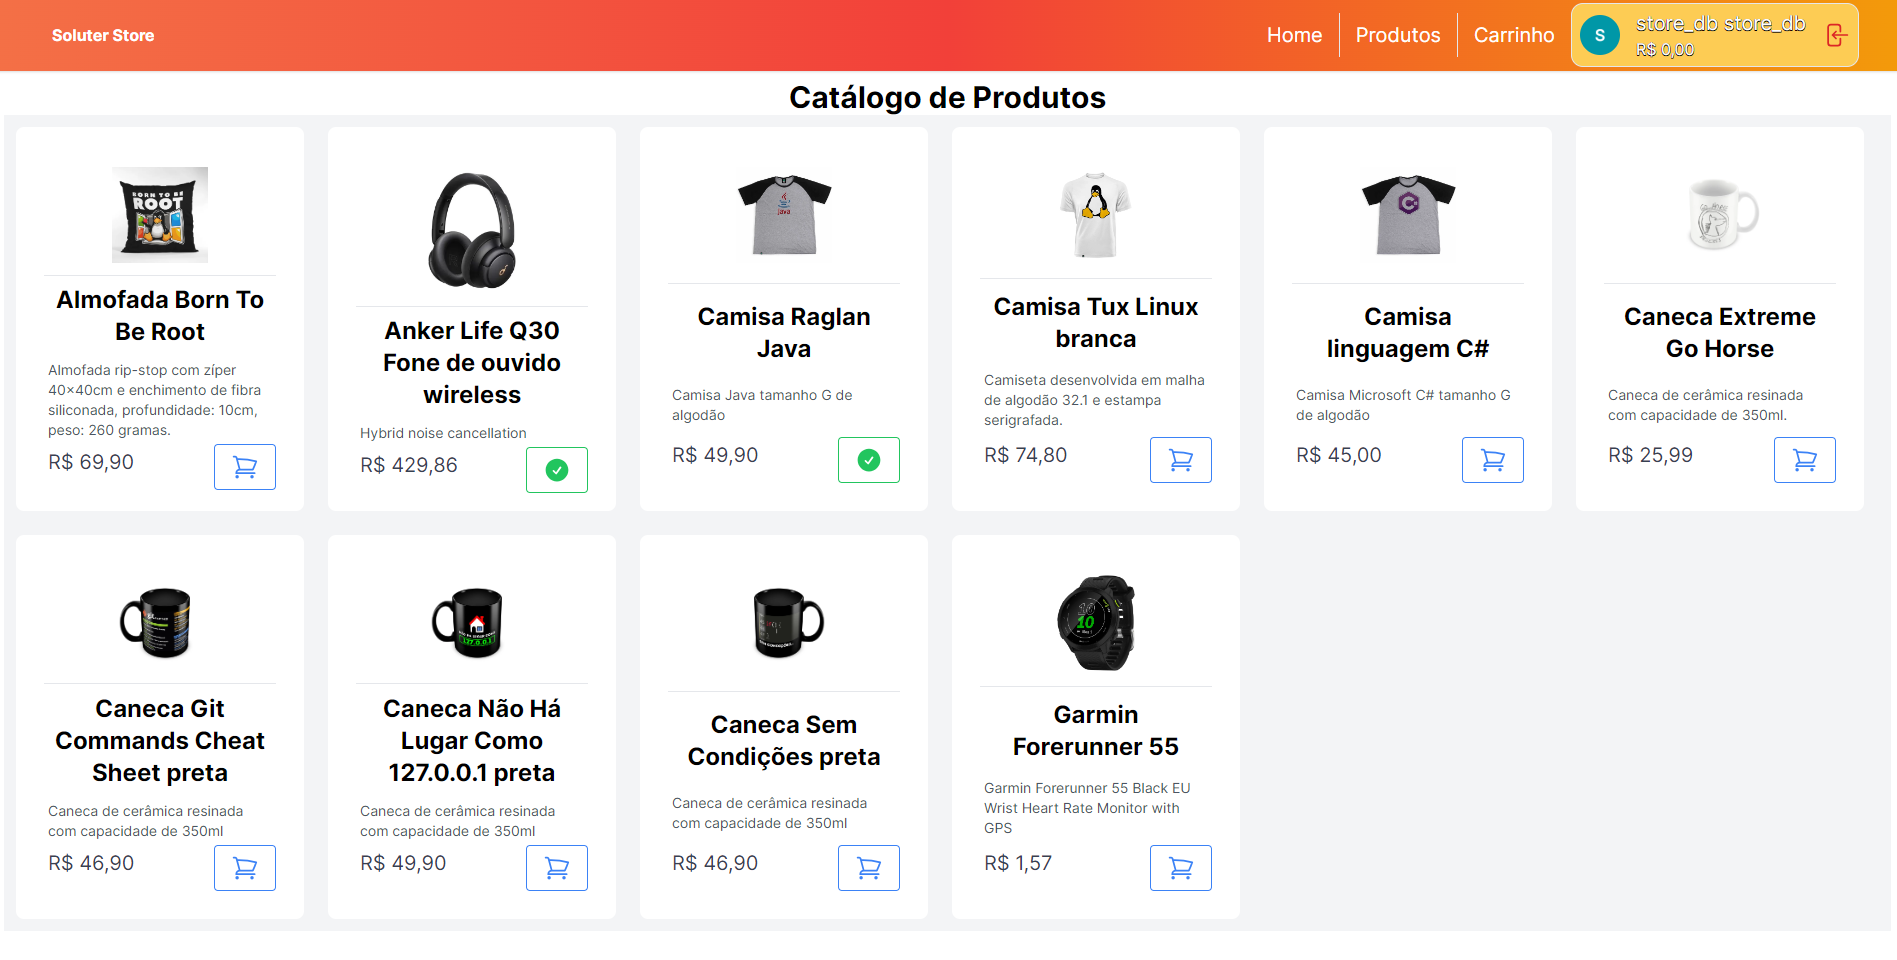 Soluter Store
Home
Produtos
Carrinho
S
store_db store_db
R$ 0,00
Catálogo de Produtos
BORN TO BE
ROOT
Almofada Born To
Be Root
Almofada rip-stop com zíper
40x40cm e enchimento de fibra
siliconada, profundidade: 10cm,
peso: 260 gramas.
R$ 69,90
Anker Life Q30
Fone de ouvido
wireless
Hybrid noise cancellation
R$ 429,86
Java
Camisa Raglan
Java
Camisa Java tamanho G de
algodão
R$ 49,90
Camisa Tux Linux
branca
Camiseta desenvolvida em malha
de algodão 32.1 e estampa
serigrafada.
R$ 74,80
C#
Camisa
linguagem C#
Camisa Microsoft C# tamanho G
de algodão
R$ 45,00
Caneca Extreme
Go Horse
Caneca de cerâmica resinada
com capacidade de 350ml.
R$ 25,99
Caneca Git
Commands Cheat
Sheet preta
Caneca de cerâmica resinada
com capacidade de 350ml
R$ 46,90
127.0.0.1
Caneca Não Há
Lugar Como
127.0.0.1 preta
Caneca de cerâmica resinada
com capacidade de 350ml
R$ 49,90
Caneca Sem
Condições preta
Caneca de cerâmica resinada
com capacidade de 350ml
R$ 46,90
10
Garmin
Forerunner 55
Garmin Forerunner 55 Black EU
Wrist Heart Rate Monitor with
GPS
R$ 1,57